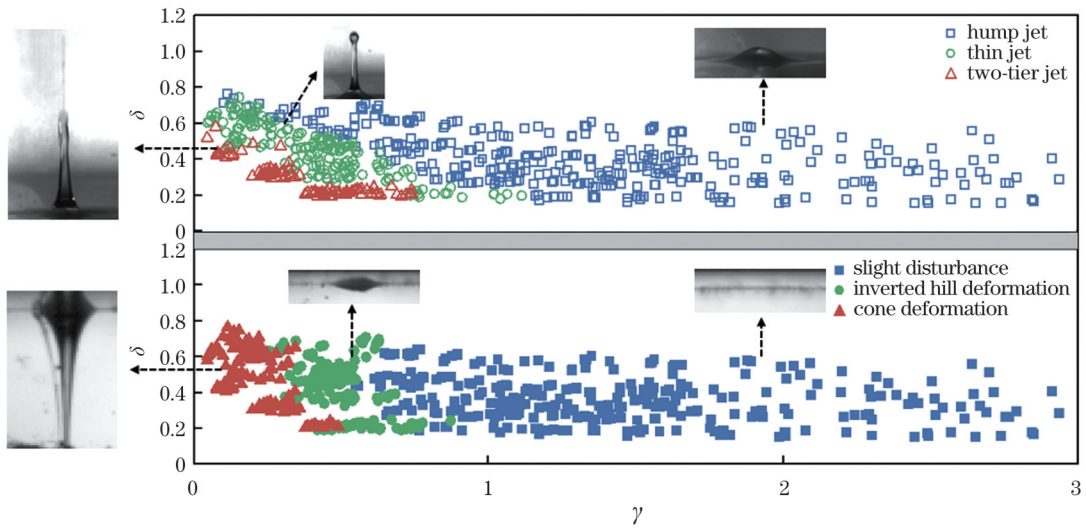 1.2
1.0
0.8
0.6
0.4
0.2
0
δ
hump jet
thin jet
two-tier jet
1.2
1.0
0.8
0.6
0.4
0.2
0
δ
slight disturbance
inverted hill deformation
cone deformation
0 1 2 3
γ